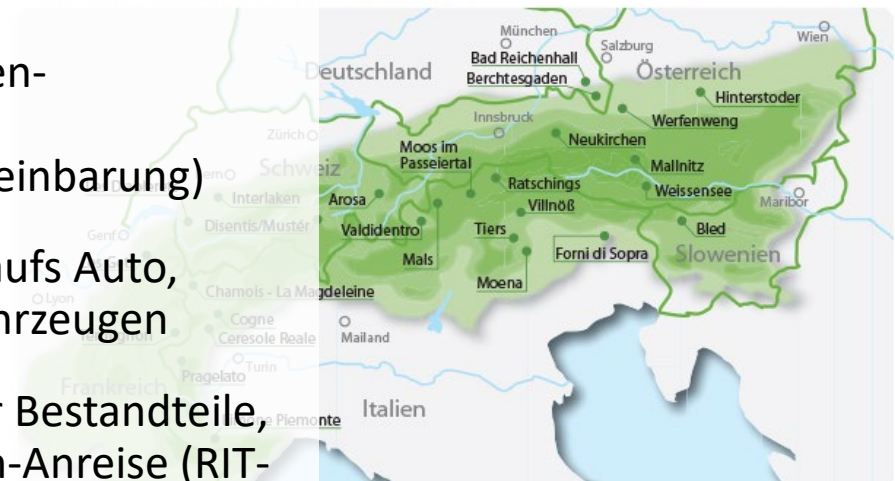 en-
einbarung)
aufs Auto,
hrzeugen
r Bestandteile,
n-Anreise (RIT-
München
Wien
Salzburg
Bad Reichenhall
Deutschland
Österreich
Berchtesgaden
Hinterstoder
Innsbruck
Werfenweng
Zürich
Neukirchen
Moos im
Passeiertal
Schweiz
Mallnitz
Ratschings
Interlaken
Arosa
Weissensee
Villnöß
Maribor
Genf
Disentis/Mustér
Valdidentro
Tiers
Bled
Mals
Forni di Sopra
Slowenien
Moena
Lyon
Chamois - La Magdeleine
Cogne
Ceresole Reale
Mailand
Turin
Pragelato
Frankreich
Italien
Piemonte